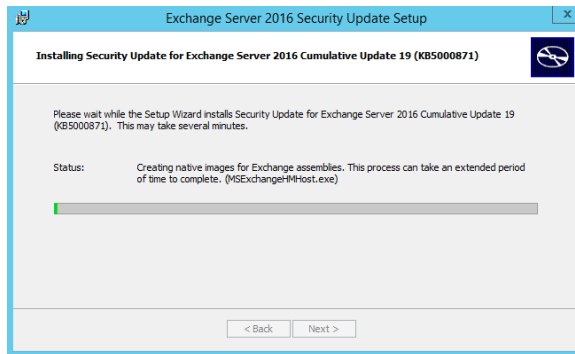 Exchange Server 2016 Security Update Setup
x
Installing Security Update for Exchange Server 2016 Cumulative Update 19 (KB5000871)
Please wait while the Setup Wizard installs Security Update for Exchange Server 2016 Cumulative Update 19
(KB5000871). This may take several minutes.
Status: Creating native images for Exchange assemblies. This process can take an extended period
of time to complete. (MSExchangeHMHost.exe)
< Back Next >